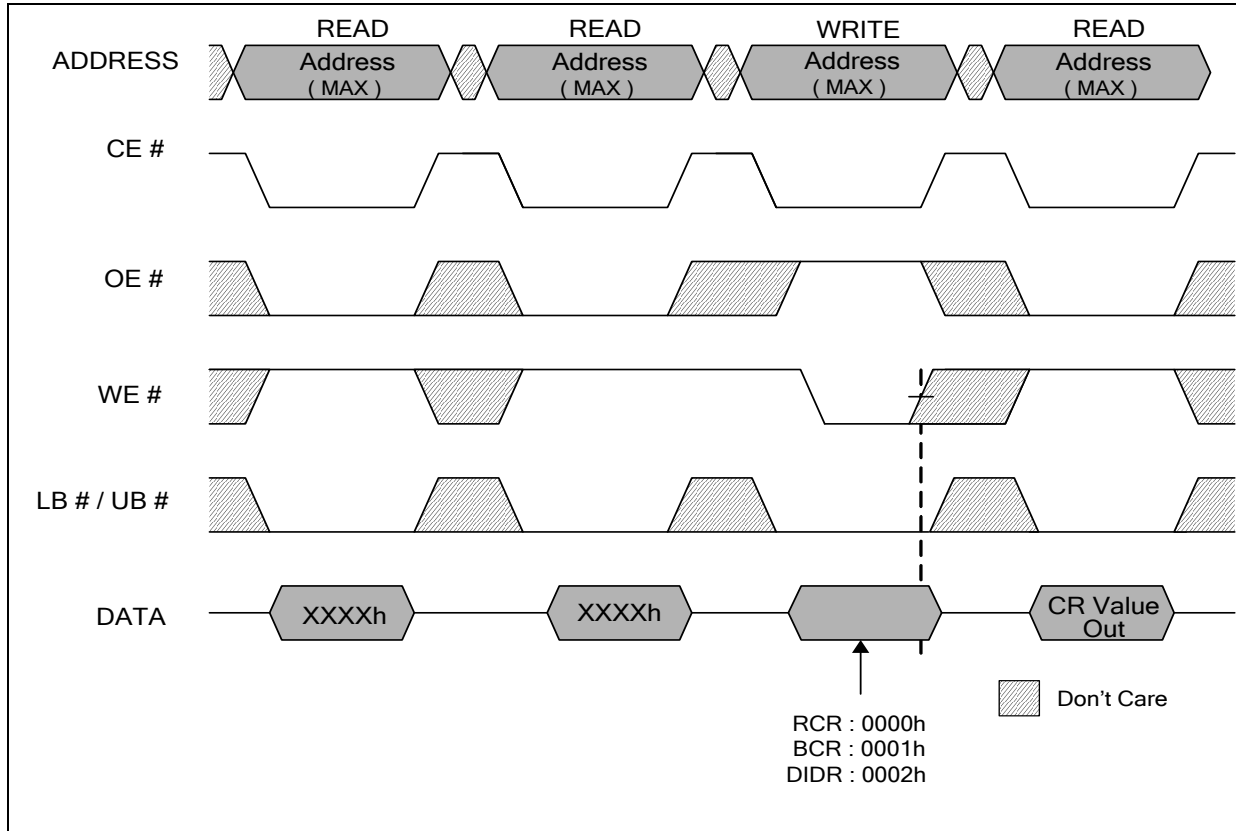 READ READ WRITE READ
ADDRESS Address Address Address Address
( MAX ) ( MAX ) ( MAX ) ( MAX )
CE #
OE #
WE #
LB # / UB #
DATA XXXXh XXXXh CR Value
Out
Don't Care
RCR : 0000h
BCR : 0001h
DIDR : 0002h